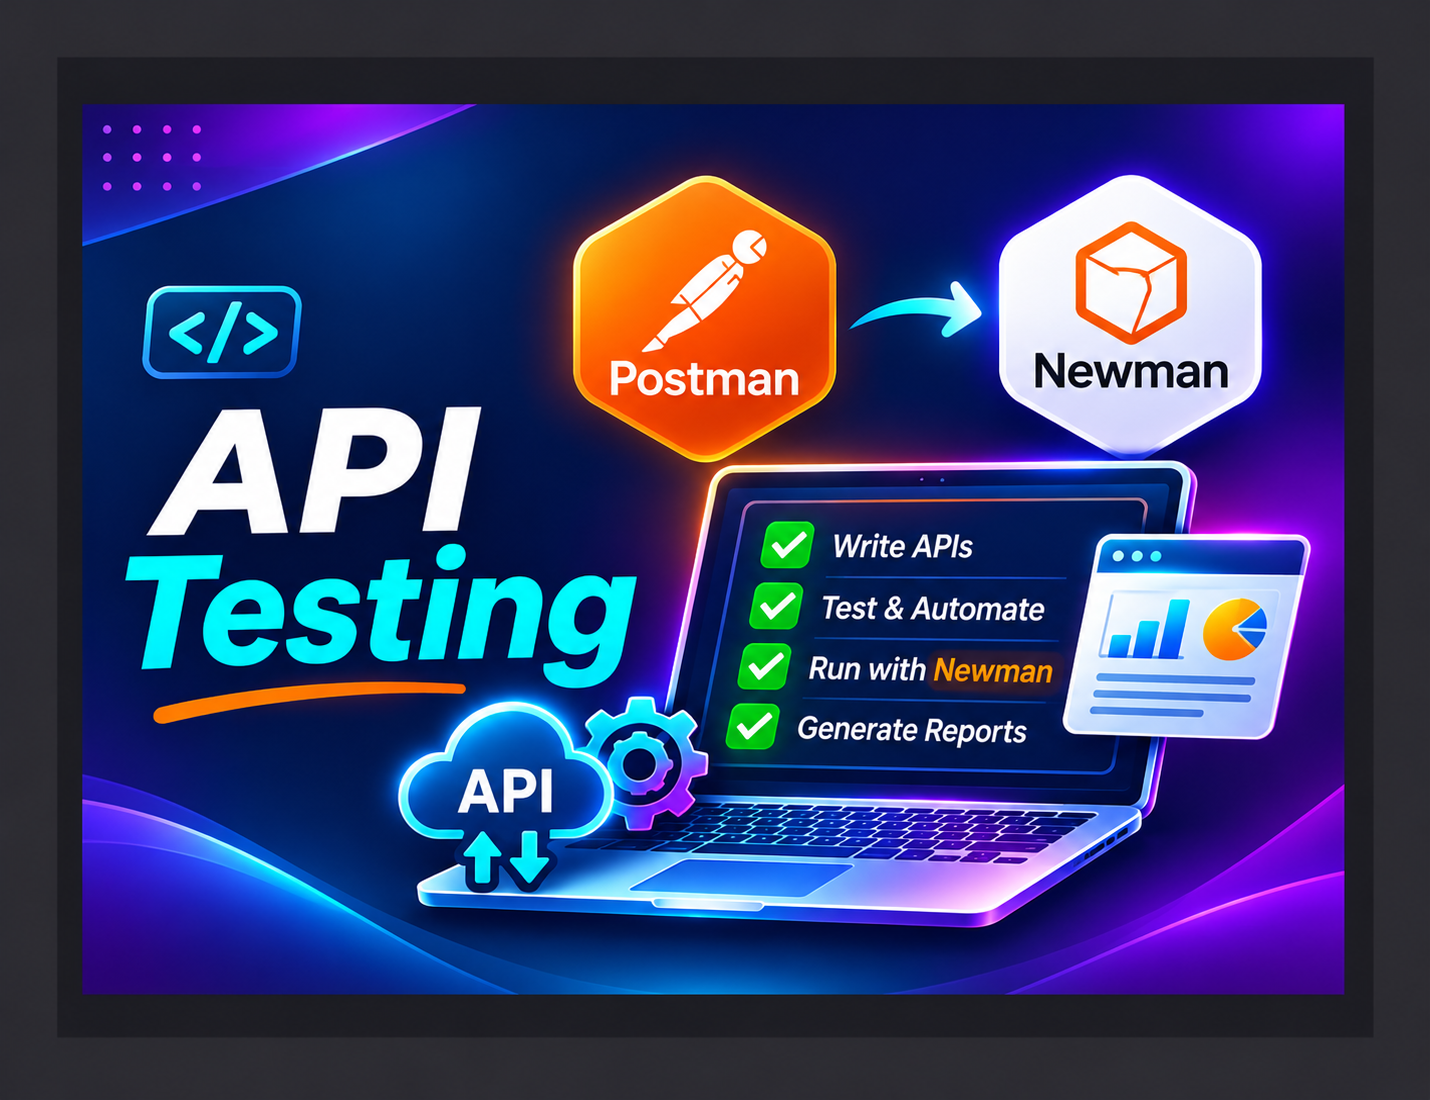 </>
API
Testing
Postman
Newman
Write APIs
Test & Automate
Run with Newman
Generate Reports
API